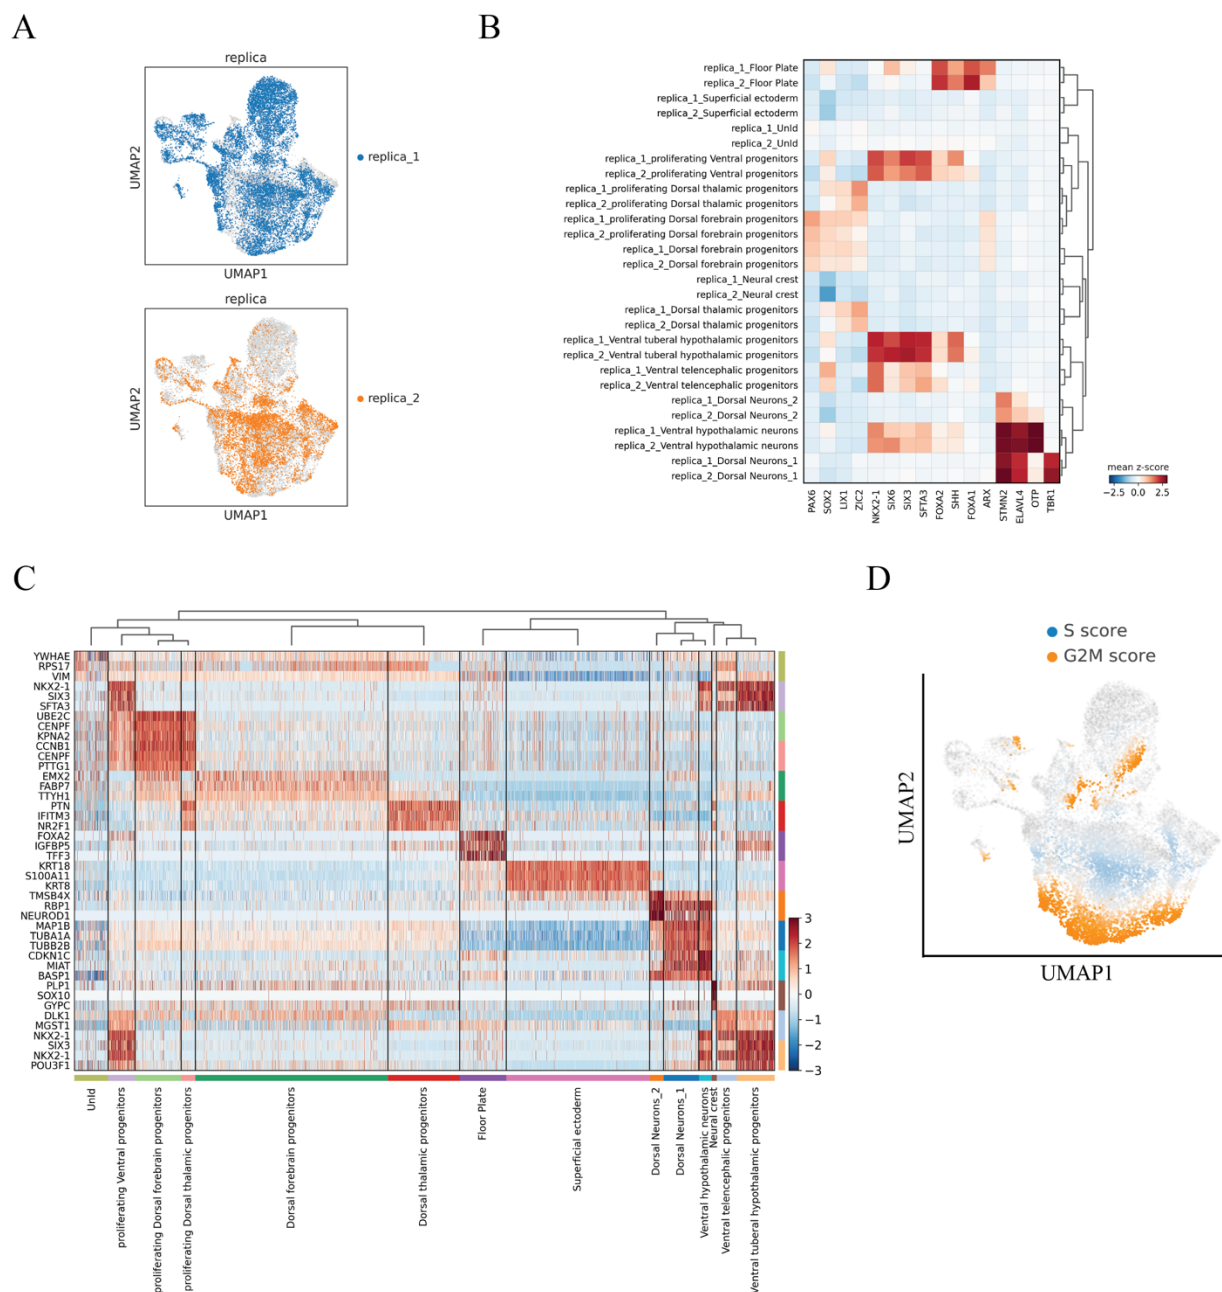 A
replica
UMAP2
replica_1
UMAP1
replica
UMAP2
replica_2
UMAP1
B
replica_1_Floor Plate
replica_2_Floor Plate
replica_1_Superficial ectoderm
replica_2_Superficial ectoderm
replica_1_UnId
replica_2_UnId
replica_1_proliferating Ventral progenitors
replica_2_proliferating Ventral progenitors
replica_1_proliferating Dorsal thalamic progenitors
replica_2_proliferating Dorsal thalamic progenitors
replica_1_proliferating Dorsal forebrain progenitors
replica_2_proliferating Dorsal forebrain progenitors
replica_1_Dorsal forebrain progenitors
replica_2_Dorsal forebrain progenitors
replica_1_Neural crest
replica_2_Neural crest
replica_1_Dorsal thalamic progenitors
replica_2_Dorsal thalamic progenitors
replica_1_Ventral tuberal hypothalamic progenitors
replica_2_Ventral tuberal hypothalamic progenitors
replica_1_Ventral telencephalic progenitors
replica_2_Ventral telencephalic progenitors
replica_1_Dorsal Neurons_2
replica_2_Dorsal Neurons_2
replica_1_Ventral hypothalamic neurons
replica_2_Ventral hypothalamic neurons
replica_1_Dorsal Neurons_1
replica_2_Dorsal Neurons_1
PAX6
SOX2
LIX1
ZIC2
NKX2-1
SIX6
SIX3
SFTA3
FOXA2
SHH
FOXA1
ARX
STMN2
ELAVL4
OTP
TBR1
mean z-score
−2.5 0.0 2.5
C
YWHAE
RPS17
VIM
NKX2-1
SIX3
SFTA3
UBE2C
CENPF
KPNA2
CCNB1
CENPF
PTTG1
EMX2
FABP7
TTYH1
PTN
IFITM3
NR2F1
FOXA2
IGFBP5
TFF3
KRT18
S100A11
KRT8
TMSB4X
RBP1
NEUROD1
MAP1B
TUBA1A
TUBB2B
CDKN1C
MIAT
BASP1
PLP1
SOX10
GYPC
DLK1
MGST1
NKX2-1
SIX3
NKX2-1
POU3F1
3
2
1
0
−1
−2
−3
UnId
proliferating Ventral progenitors
proliferating Dorsal forebrain progenitors
proliferating Dorsal thalamic progenitors
Dorsal forebrain progenitors
Dorsal thalamic progenitors
Floor Plate
Superficial ectoderm
Dorsal Neurons_2
Dorsal Neurons_1
Ventral hypothalamic neurons
Neural crest
Ventral telencephalic progenitors
Ventral tuberal hypothalamic progenitors
D
S score
G2M score
UMAP2
UMAP1